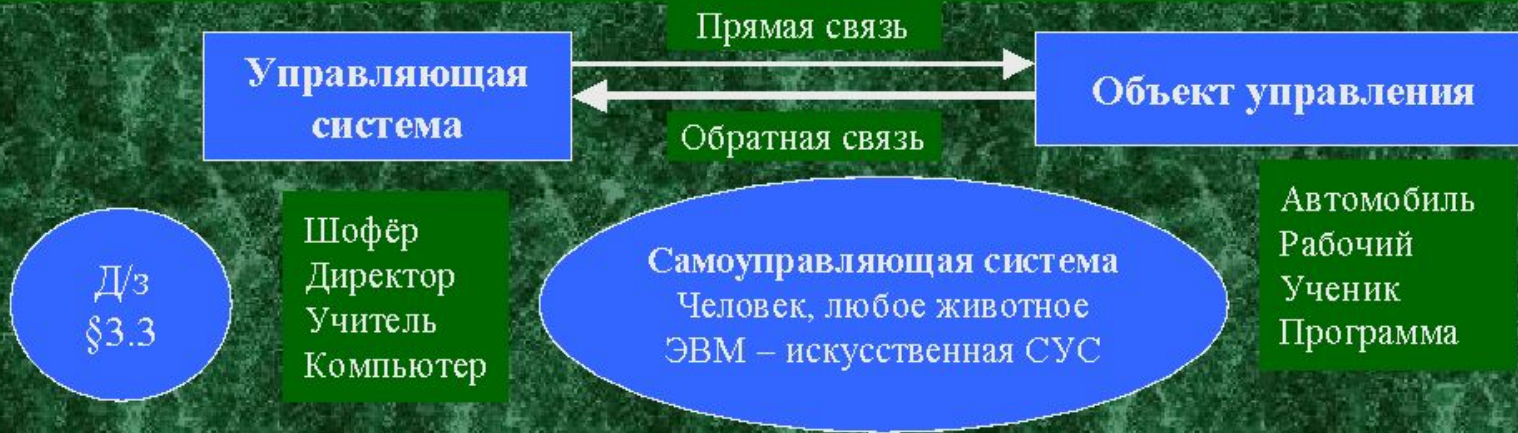 Прямая связь
Управляющая
система
Объект управления
Обратная связь
Д/з
§3.3
Шофёр
Директор
Учитель
Компьютер
Самоуправляющая система
Человек, любое животное
ЭВМ – искусственная СУС
Автомобиль
Рабочий
Ученик
Программа